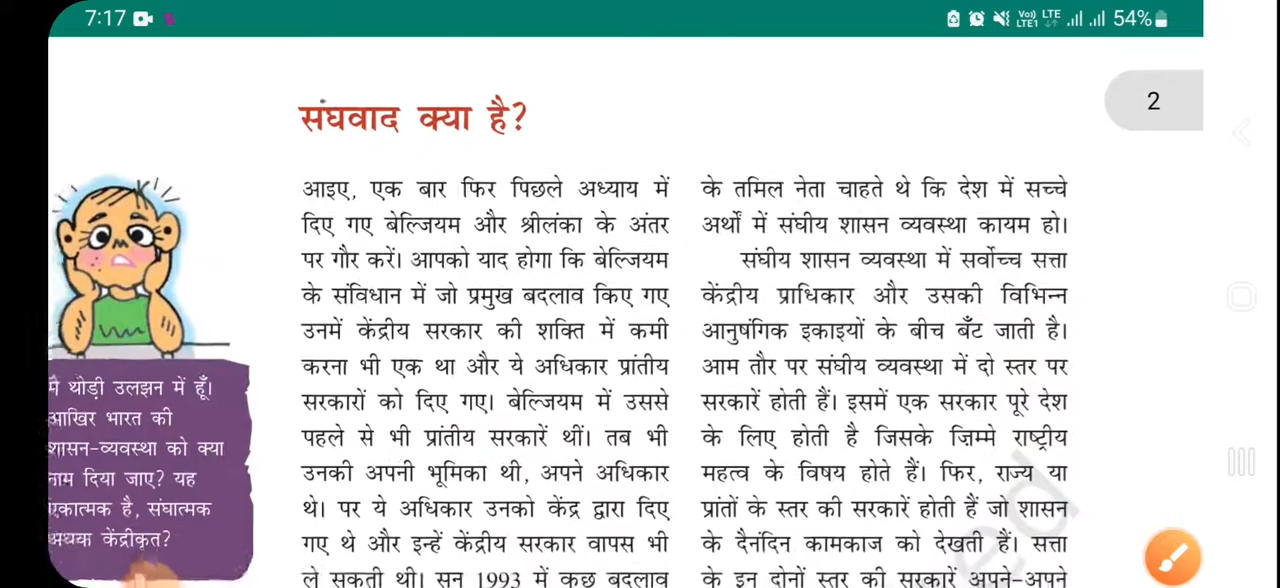 7:17
Vo) LTE
LTE1
54%
2
संघवाद क्या है?
आइए, एक बार फिर पिछले अध्याय में
दिए गए बेल्जियम और श्रीलंका के अंतर
पर गौर करें। आपको याद होगा कि बेल्जियम
के संविधान में जो प्रमुख बदलाव किए गए
उनमें केंद्रीय सरकार की शक्ति में कमी
करना भी एक था और ये अधिकार प्रांतीय
सरकारों को दिए गए। बेल्जियम में उससे
पहले से भी प्रांतीय सरकारें थीं। तब भी
उनकी अपनी भूमिका थी, अपने अधिकार
थे। पर ये अधिकार उनको केंद्र द्वारा दिए
गए थे और इन्हें केंद्रीय सरकार वापस भी
ले सकती थी। सन् 1993 में कुछ बदलाव
के तमिल नेता चाहते थे कि देश में सच्चे
अर्थों में संघीय शासन व्यवस्था कायम हो।
संघीय शासन व्यवस्था में सर्वोच्च सत्ता
केंद्रीय प्राधिकार और उसकी विभिन्न
आनुषंगिक इकाइयों के बीच बँट जाती है।
आम तौर पर संघीय व्यवस्था में दो स्तर पर
सरकारें होती हैं। इसमें एक सरकार पूरे देश
के लिए होती है जिसके ज़िम्मे राष्ट्रीय
महत्व के विषय होते हैं। फिर, राज्य या
प्रांतों के स्तर की सरकारें होती हैं जो शासन
के दैनंदिन कामकाज को देखती हैं। सत्ता
के इन दोनों स्तर की सरकारें अपने-अपने
मैं थोड़ी उलझन में हूँ।
आखिर भारत की
शासन-व्यवस्था को क्या
नाम दिया जाए? यह
एकात्मक है, संघात्मक
अथवा केंद्रीकृत?